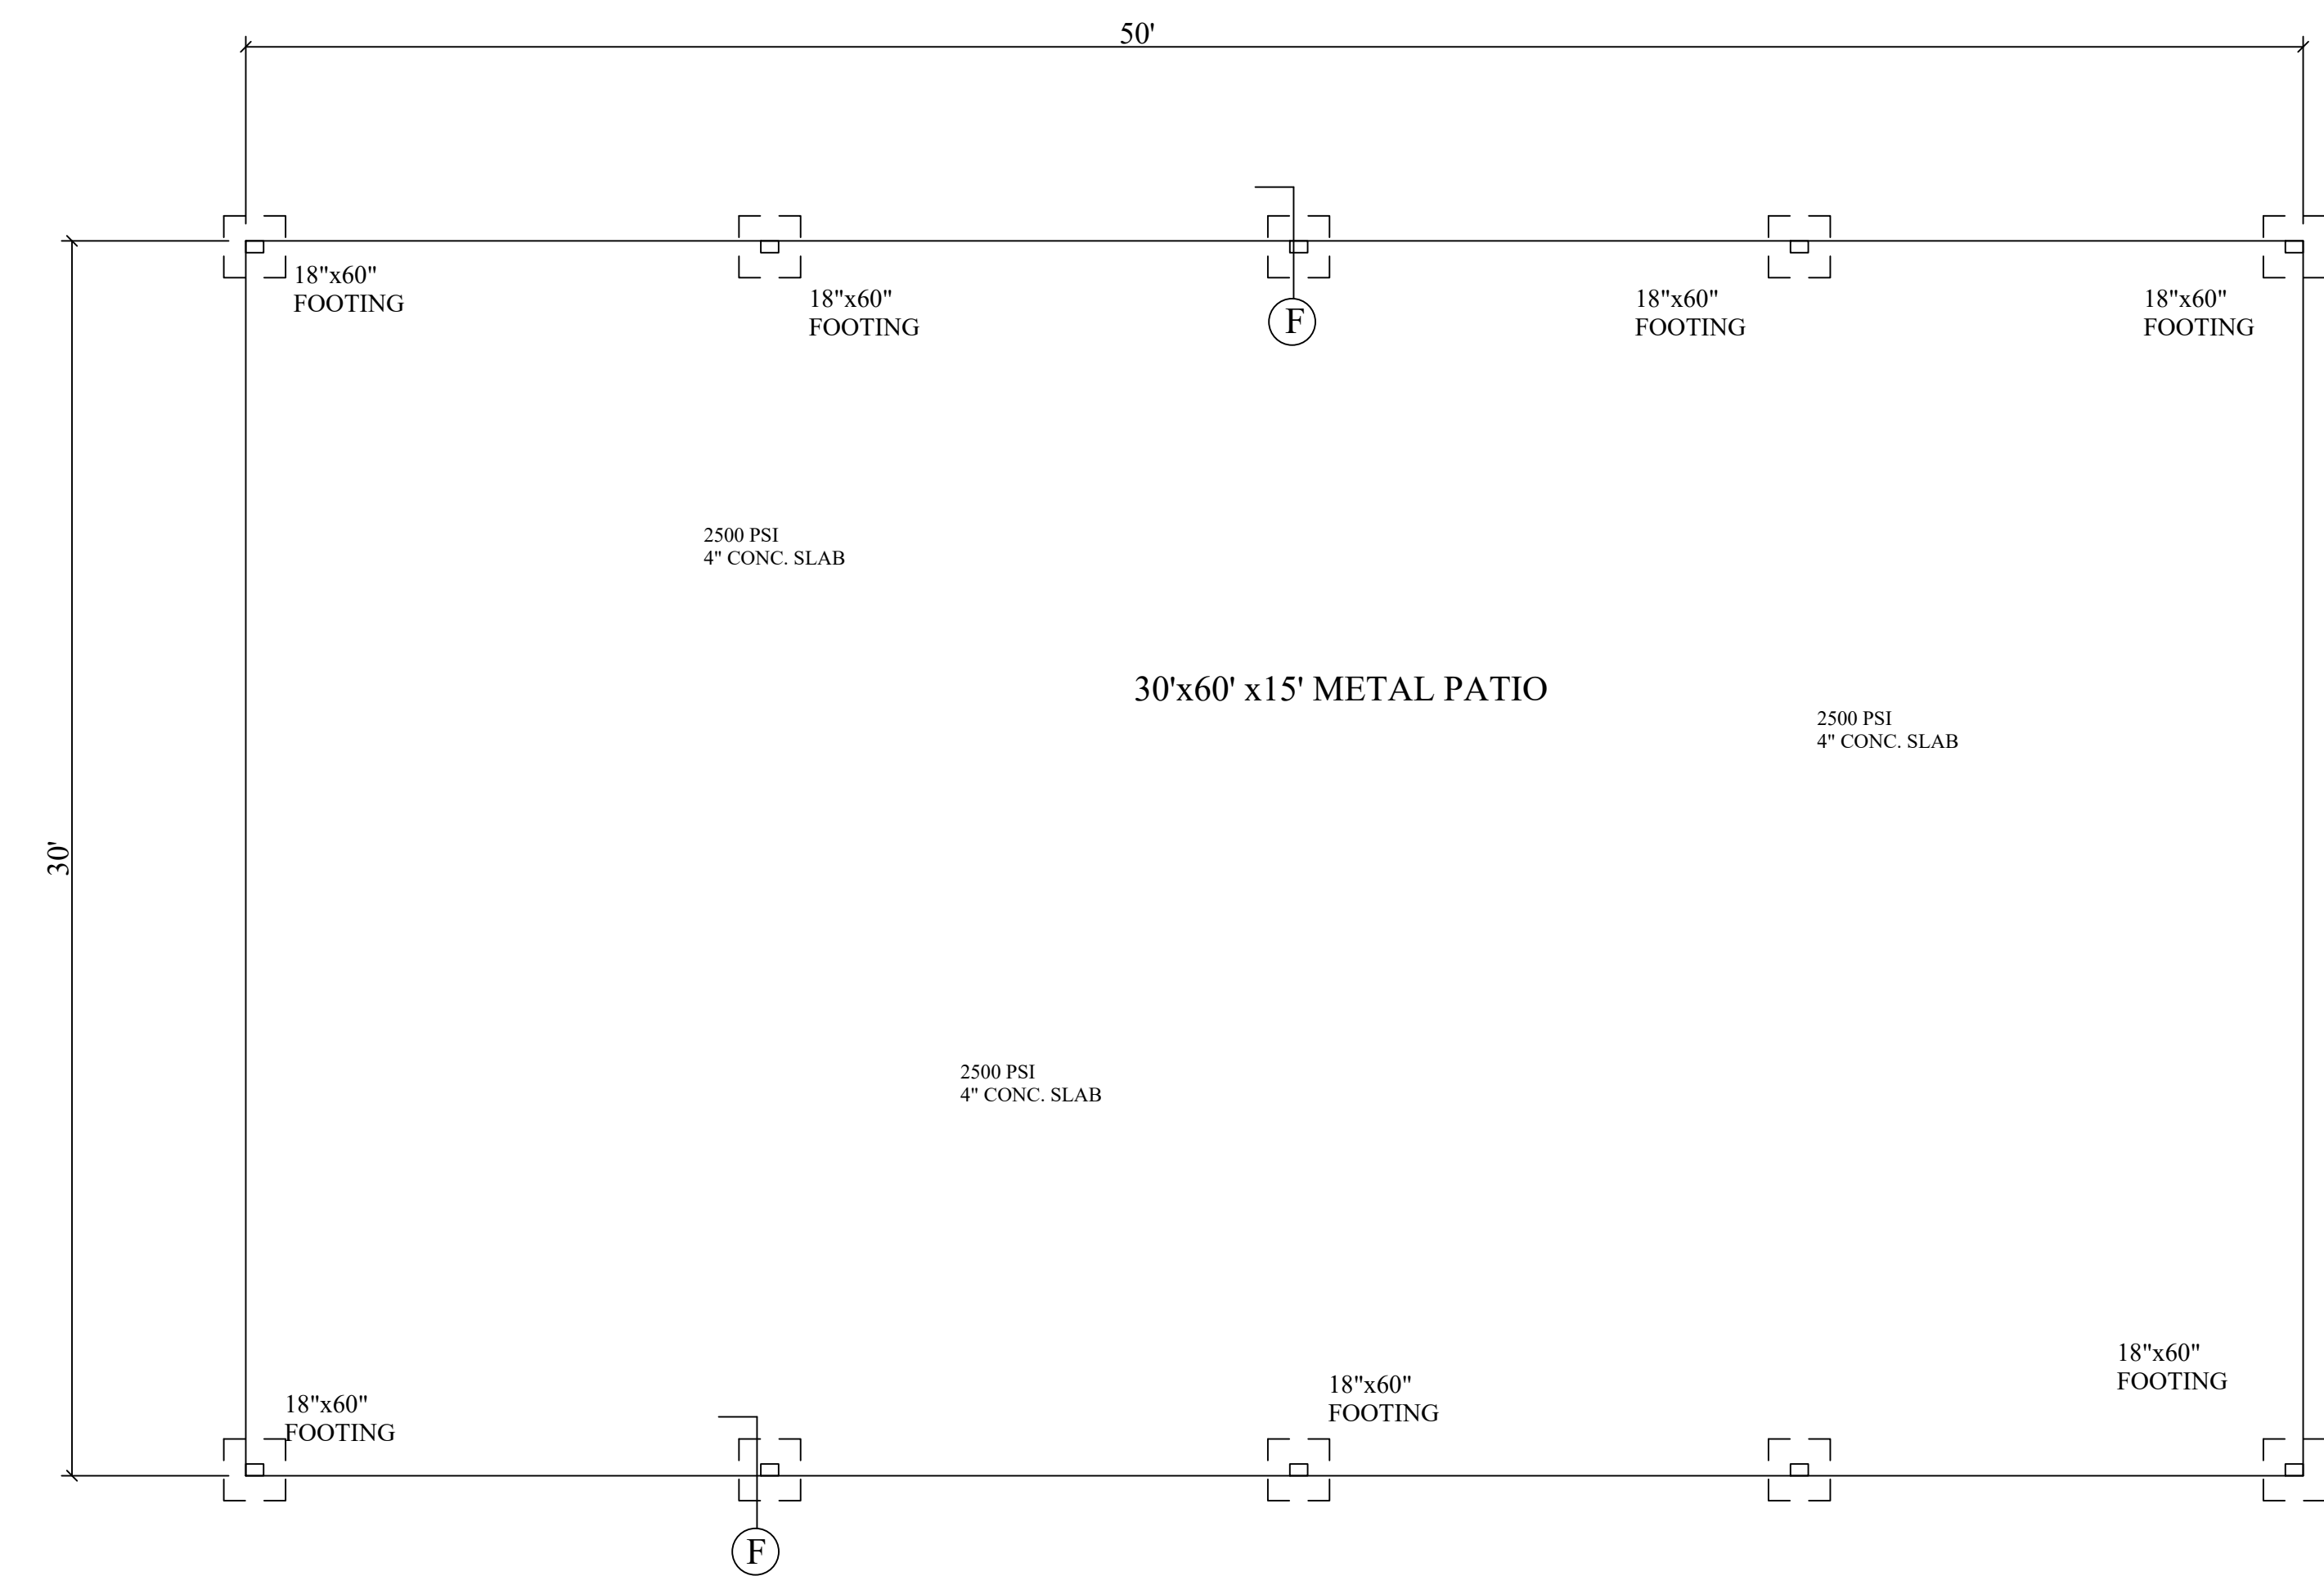 50'
18"x60"
FOOTING
18"x60"
FOOTING
F
18"x60"
FOOTING
18"x60"
FOOTING
2500 PSI
4" CONC. SLAB
30'x60' x15' METAL PATIO
2500 PSI
4" CONC. SLAB
30'
2500 PSI
4" CONC. SLAB
18"x60"
FOOTING
18"x60"
FOOTING
18"x60"
FOOTING
F